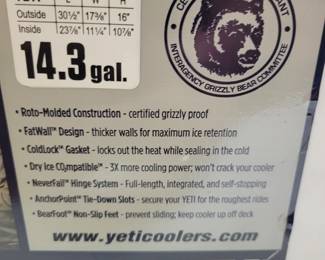 L W H
Outside 30½" 17⅜" 16"
Inside 23⅞" 11¼" 10⅞"
14.3 gal.
INTERAGENCY GRIZZLY BEAR COMMITTEE
• Roto-Molded Construction - certified grizzly proof
• FatWall™ Design - thicker walls for maximum ice retention
• ColdLock™ Gasket - locks out the heat while sealing in the cold
• Dry Ice CO₂mpatible™ - 3X more cooling power; won't crack your cooler
• NeverFail™ Hinge System - Full-length, integrated, and self-stopping
• AnchorPoint™ Tie-Down Slots - secure your YETI for the roughest rides
• BearFoot™ Non-Slip Feet - prevent sliding; keep cooler up off deck
www.yeticoolers.com